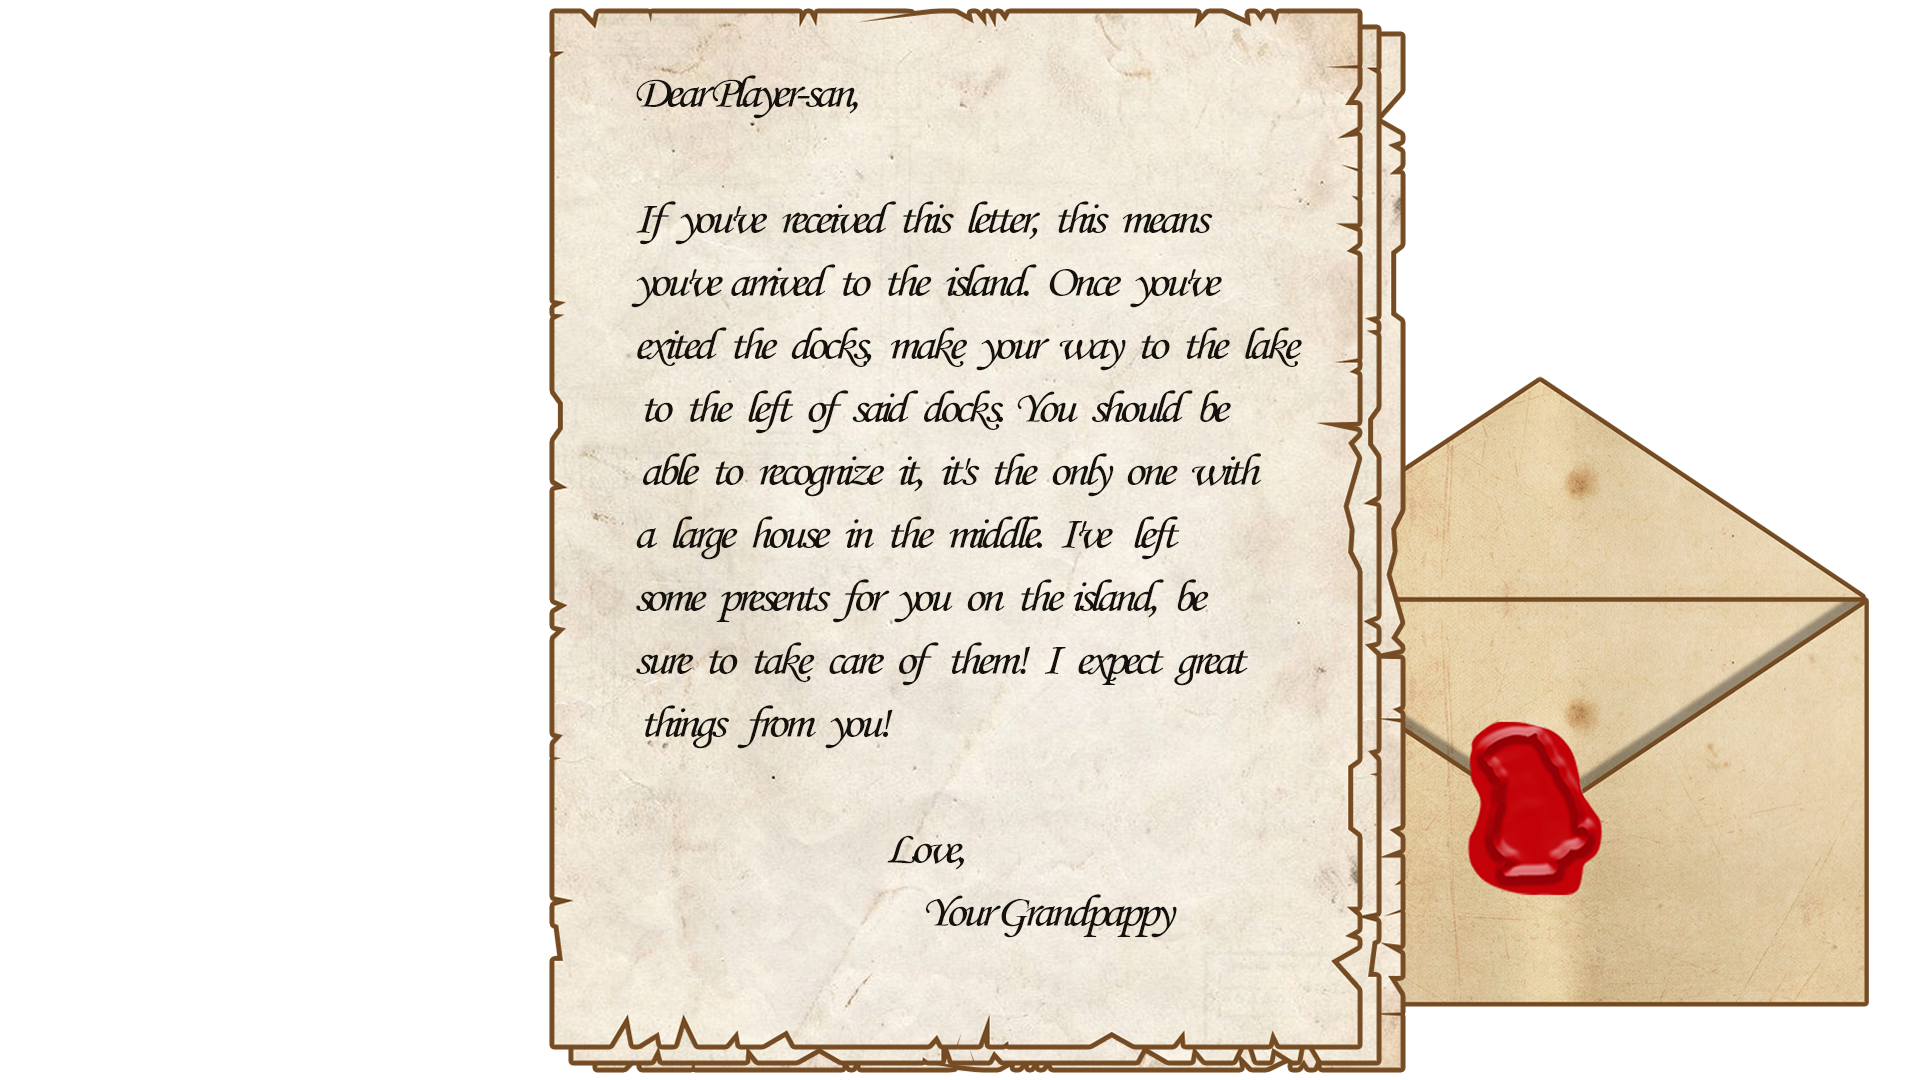 Dear Player-san,
If you've received this letter, this means
you've arrived to the island. Once you've
exited the docks, make your way to the lake
to the left of said docks. You should be
able to recognize it, it's the only one with
a large house in the middle. I've left
some presents for you on the island, be
sure to take care of them! I expect great
things from you!
Love,
Your Grandpappy